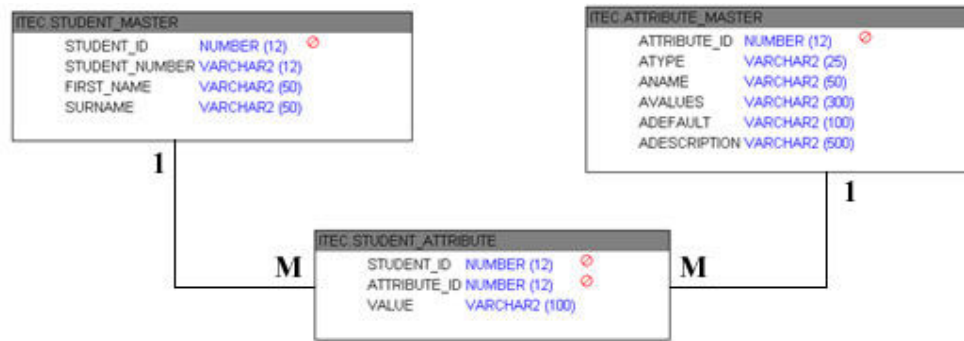 ITEC.STUDENT_MASTER
STUDENT_ID NUMBER (12)
STUDENT_NUMBER VARCHAR2 (12)
FIRST_NAME VARCHAR2 (50)
SURNAME VARCHAR2 (50)
ITEC.ATTRIBUTE_MASTER
ATTRIBUTE_ID NUMBER (12)
ATYPE VARCHAR2 (25)
ANAME VARCHAR2 (50)
AVALUES VARCHAR2 (300)
ADEFAULT VARCHAR2 (100)
ADESCRIPTION VARCHAR2 (500)
1
1
M
M
ITEC.STUDENT_ATTRIBUTE
STUDENT_ID NUMBER (12)
ATTRIBUTE_ID NUMBER (12)
VALUE VARCHAR2 (100)